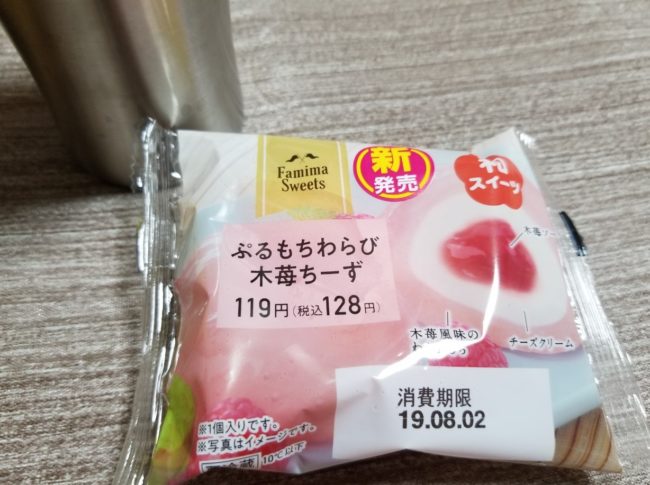 Famima
Sweets
新
発売
和
スイーツ
ぷるもちわらび
木苺ちーず
119円(税込128円)
木苺ソー
木苺風味の
チーズクリーム
消費期限
19.08.02
※1個入りです。
※写真はイメージです。
10℃以下